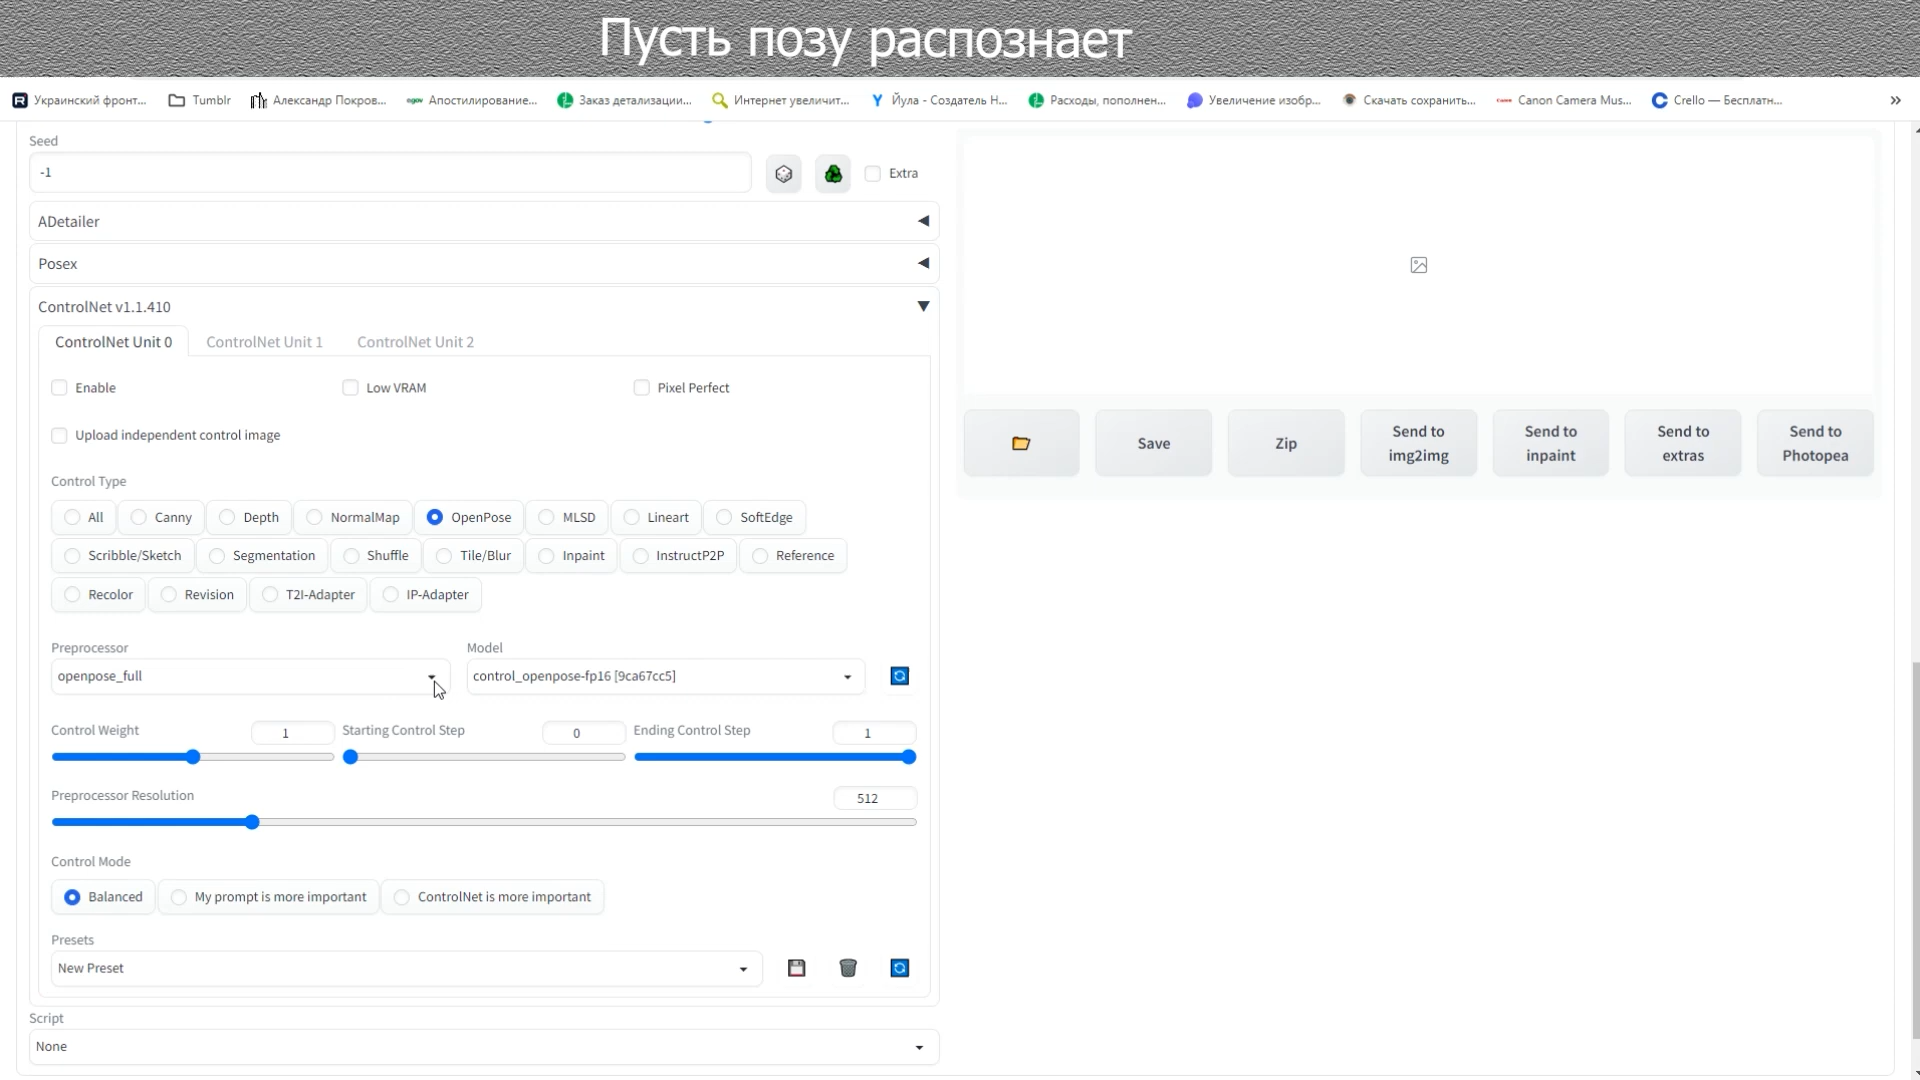 Пусть позу распознает
Украинский фронт... Tumblr Александр Покров... Апостилирование... Заказ детализации... Интернет увеличит... Йула - Создатель Н... Расходы, пополнен... Увеличение изобр... Скачать сохранить... Canon Camera Mus... Crello — Бесплатн... »
Seed
-1
Extra
ADetailer
Posex
ControlNet v1.1.410
ControlNet Unit 0 ControlNet Unit 1 ControlNet Unit 2
Enable Low VRAM Pixel Perfect
Upload independent control image
Control Type
All Canny Depth NormalMap OpenPose MLSD Lineart SoftEdge
Scribble/Sketch Segmentation Shuffle Tile/Blur Inpaint InstructP2P Reference
Recolor Revision T2I-Adapter IP-Adapter
Preprocessor Model
openpose_full control_openpose-fp16 [9ca67cc5]
Control Weight 1 Starting Control Step 0 Ending Control Step 1
Preprocessor Resolution 512
Control Mode
Balanced My prompt is more important ControlNet is more important
Presets
New Preset
Script
None
Save Zip Send to img2img Send to inpaint Send to extras Send to Photopea